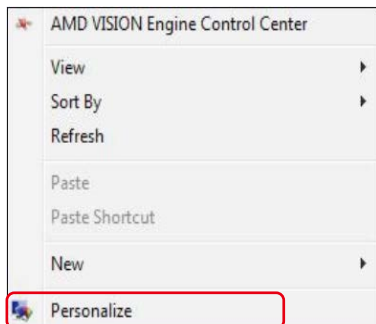 AMD VISION Engine Control Center
View
Sort By
Refresh
Paste
Paste Shortcut
New
Personalize